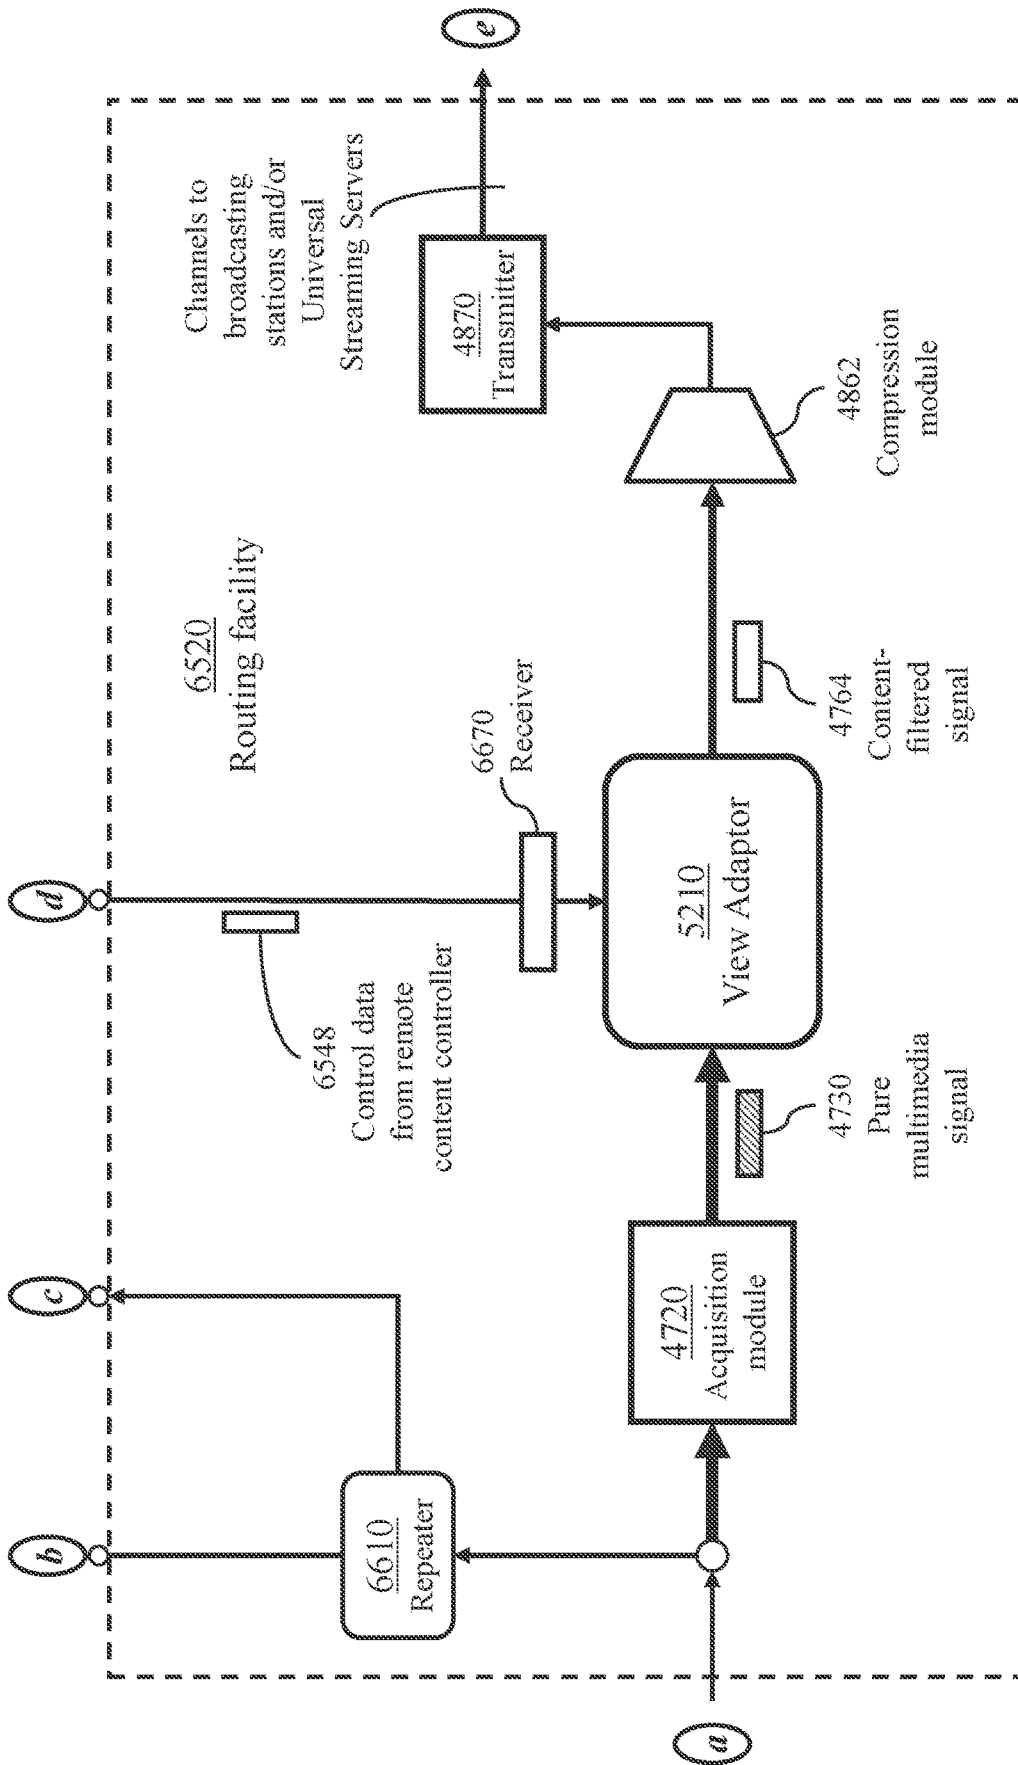 a
b
c
d
e
6520
Routing facility
6610
Repeater
4720
Acquisition
module
4730
Pure
multimedia
signal
6548
Control data
from remote
content controller
6670
Receiver
5210
View Adaptor
4764
Content-
filtered
signal
4862
Compression
module
4870
Transmitter
Channels to
broadcasting
stations and/or
Universal
Streaming Servers